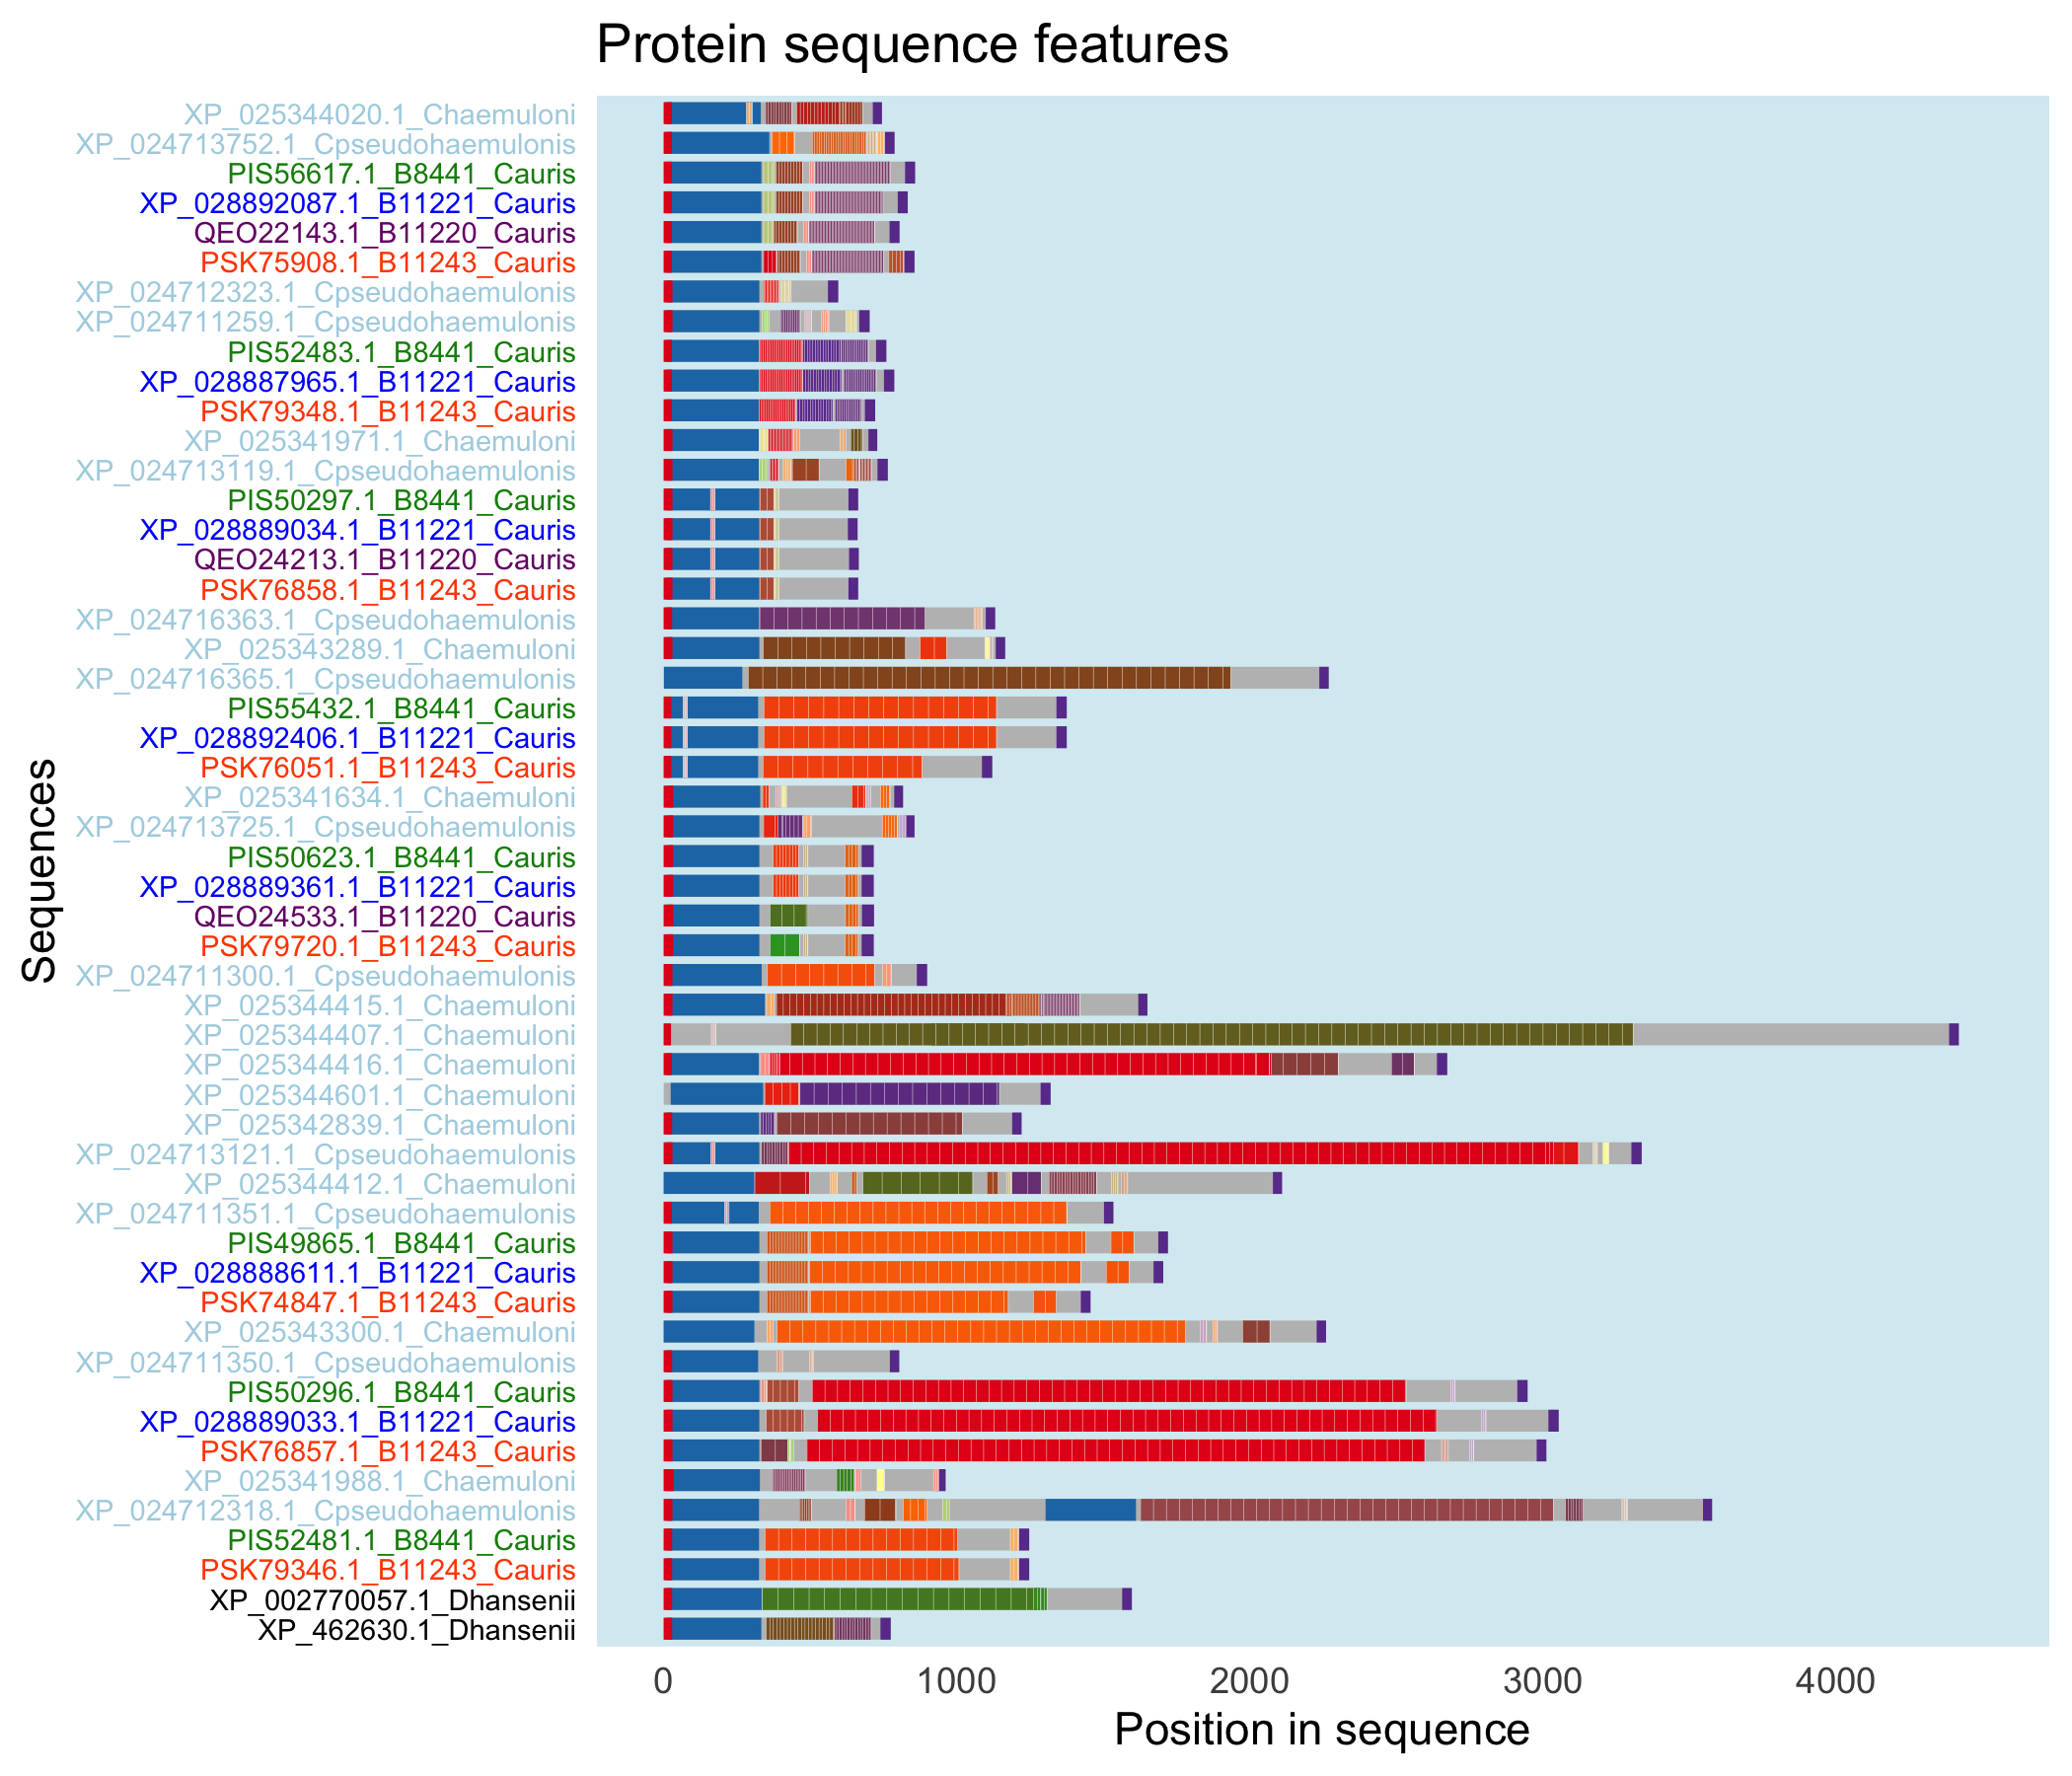 Protein sequence features
XP_025344020.1_Chaemuloni
XP_024713752.1_Cpseudohaemulonis
PIS56617.1_B8441_Cauris
XP_028892087.1_B11221_Cauris
QEO22143.1_B11220_Cauris
PSK75908.1_B11243_Cauris
XP_024712323.1_Cpseudohaemulonis
XP_024711259.1_Cpseudohaemulonis
PIS52483.1_B8441_Cauris
XP_028887965.1_B11221_Cauris
PSK79348.1_B11243_Cauris
XP_025341971.1_Chaemuloni
XP_024713119.1_Cpseudohaemulonis
PIS50297.1_B8441_Cauris
XP_028889034.1_B11221_Cauris
QEO24213.1_B11220_Cauris
PSK76858.1_B11243_Cauris
XP_024716363.1_Cpseudohaemulonis
XP_025343289.1_Chaemuloni
XP_024716365.1_Cpseudohaemulonis
PIS55432.1_B8441_Cauris
XP_028892406.1_B11221_Cauris
PSK76051.1_B11243_Cauris
XP_025341634.1_Chaemuloni
XP_024713725.1_Cpseudohaemulonis
PIS50623.1_B8441_Cauris
XP_028889361.1_B11221_Cauris
QEO24533.1_B11220_Cauris
PSK79720.1_B11243_Cauris
XP_024711300.1_Cpseudohaemulonis
XP_025344415.1_Chaemuloni
XP_025344407.1_Chaemuloni
XP_025344416.1_Chaemuloni
XP_025344601.1_Chaemuloni
XP_025342839.1_Chaemuloni
XP_024713121.1_Cpseudohaemulonis
XP_025344412.1_Chaemuloni
XP_024711351.1_Cpseudohaemulonis
PIS49865.1_B8441_Cauris
XP_028888611.1_B11221_Cauris
PSK74847.1_B11243_Cauris
XP_025343300.1_Chaemuloni
XP_024711350.1_Cpseudohaemulonis
PIS50296.1_B8441_Cauris
XP_028889033.1_B11221_Cauris
PSK76857.1_B11243_Cauris
XP_025341988.1_Chaemuloni
XP_024712318.1_Cpseudohaemulonis
PIS52481.1_B8441_Cauris
PSK79346.1_B11243_Cauris
XP_002770057.1_Dhansenii
XP_462630.1_Dhansenii
Sequences
0 1000 2000 3000 4000
Position in sequence